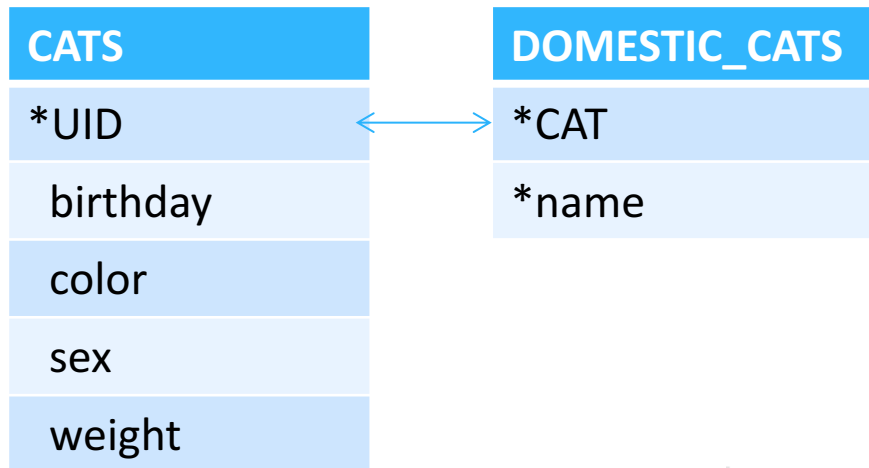 CATS
*UID
birthday
color
sex
weight
DOMESTIC_CATS
*CAT
*name